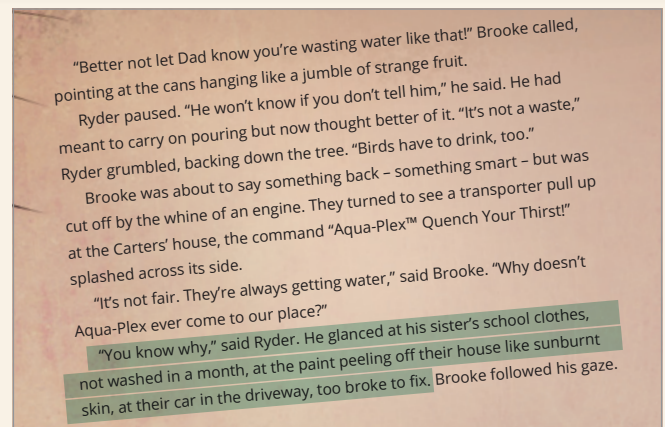 “Better not let Dad know you’re wasting water like that!” Brooke called,
pointing at the cans hanging like a jumble of strange fruit.
Ryder paused. “He won’t know if you don’t tell him,” he said. He had
meant to carry on pouring but now thought better of it. “It’s not a waste,”
Ryder grumbled, backing down the tree. “Birds have to drink, too.”
Brooke was about to say something back – something smart – but was
cut off by the whine of an engine. They turned to see a transporter pull up
at the Carters’ house, the command “Aqua-Plex™ Quench Your Thirst!”
splashed across its side.
“It’s not fair. They’re always getting water,” said Brooke. “Why doesn’t
Aqua-Plex ever come to our place?”
“You know why,” said Ryder. He glanced at his sister’s school clothes,
not washed in a month, at the paint peeling off their house like sunburnt
skin, at their car in the driveway, too broke to fix. Brooke followed his gaze.